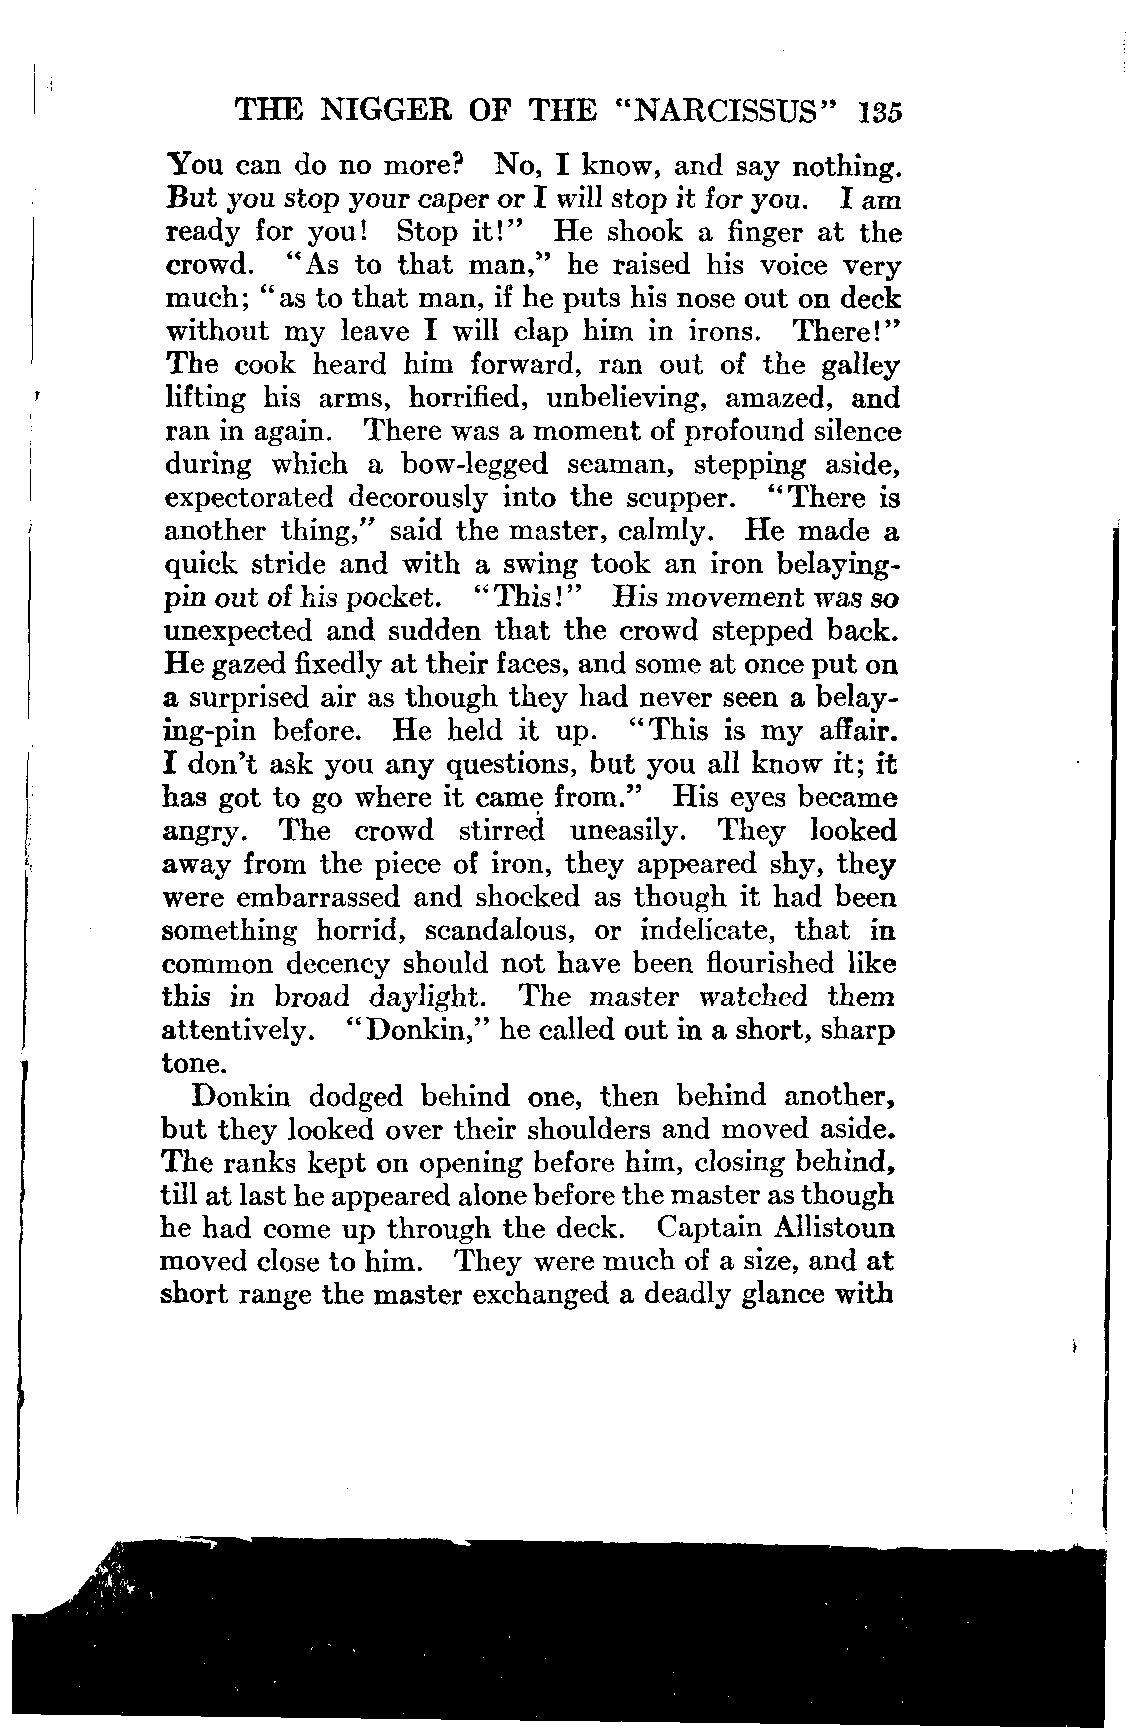 THE NIGGER OF THE "NARCISSUS" 135
You can do no more? No, I know, and say nothing.
But you stop your caper or I will stop it for you. I am
ready for you! Stop it!" He shook a finger at the
crowd. "As to that man," he raised his voice very
much; "as to that man, if he puts his nose out on deck
without my leave I will clap him in irons. There!"
The cook heard him forward, ran out of the galley
lifting his arms, horrified, unbelieving, amazed, and
ran in again. There was a moment of profound silence
during which a bow-legged seaman, stepping aside,
expectorated decorously into the scupper. "There is
another thing," said the master, calmly. He made a
quick stride and with a swing took an iron belaying-
pin out of his pocket. "This!" His movement was so
unexpected and sudden that the crowd stepped back.
He gazed fixedly at their faces, and some at once put on
a surprised air as though they had never seen a belay-
ing-pin before. He held it up. "This is my affair.
I don't ask you any questions, but you all know it; it
has got to go where it came from." His eyes became
angry. The crowd stirred uneasily. They looked
away from the piece of iron, they appeared shy, they
were embarrassed and shocked as though it had been
something horrid, scandalous, or indelicate, that in
common decency should not have been flourished like
this in broad daylight. The master watched them
attentively. "Donkin," he called out in a short, sharp
tone.
Donkin dodged behind one, then behind another,
but they looked over their shoulders and moved aside.
The ranks kept on opening before him, closing behind,
till at last he appeared alone before the master as though
he had come up through the deck. Captain Allistoun
moved close to him. They were much of a size, and at
short range the master exchanged a deadly glance with